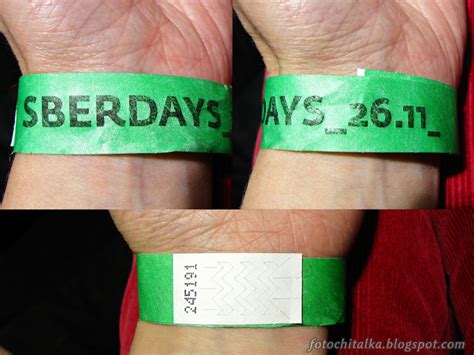 SBERDAYS_
DAYS_26.11_
245191
fotochitalka.blogspot.com